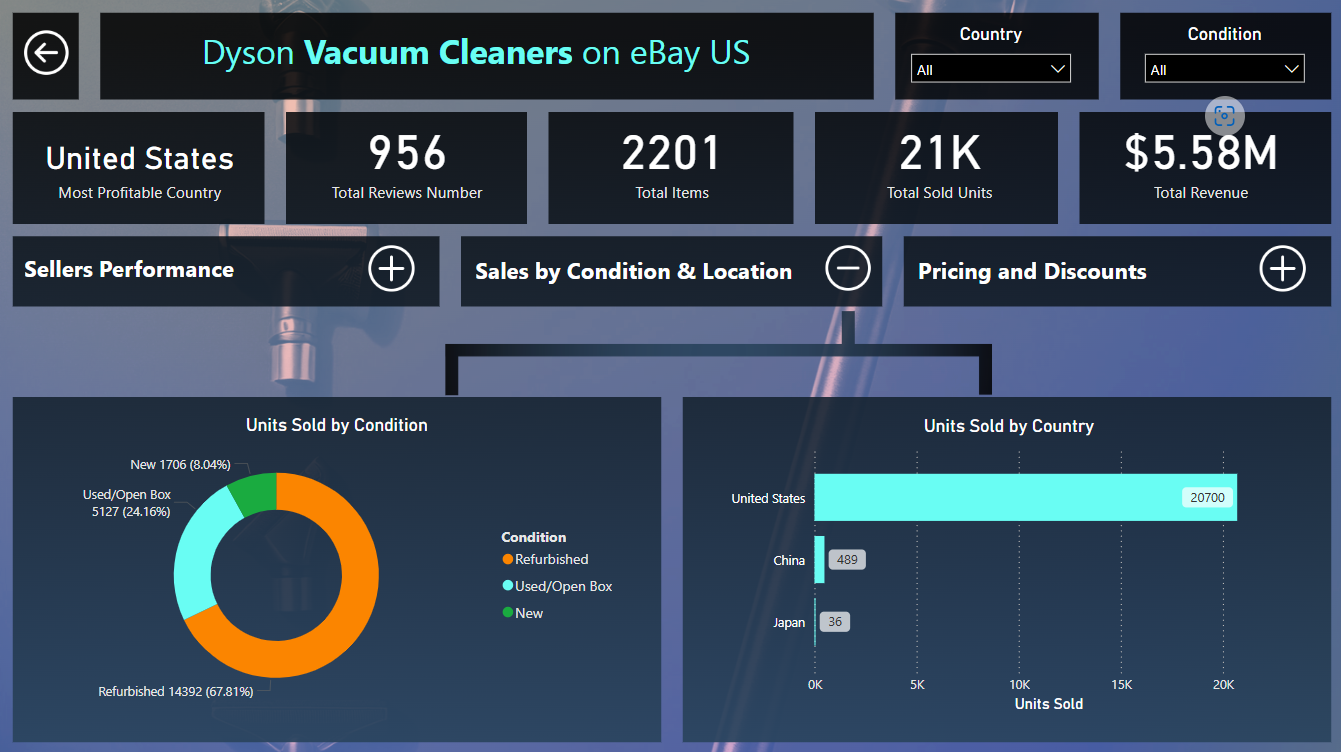 Dyson Vacuum Cleaners on eBay US
Country
All
Condition
All
United States
Most Profitable Country
956
Total Reviews Number
2201
Total Items
21K
Total Sold Units
$5.58M
Total Revenue
Sellers Performance
Sales by Condition & Location
Pricing and Discounts
Units Sold by Condition
New 1706 (8.04%)
Used/Open Box
5127 (24.16%)
Refurbished 14392 (67.81%)
Condition
Refurbished
Used/Open Box
New
Units Sold by Country
United States
20700
China
489
Japan
36
0K
5K
10K
15K
20K
Units Sold